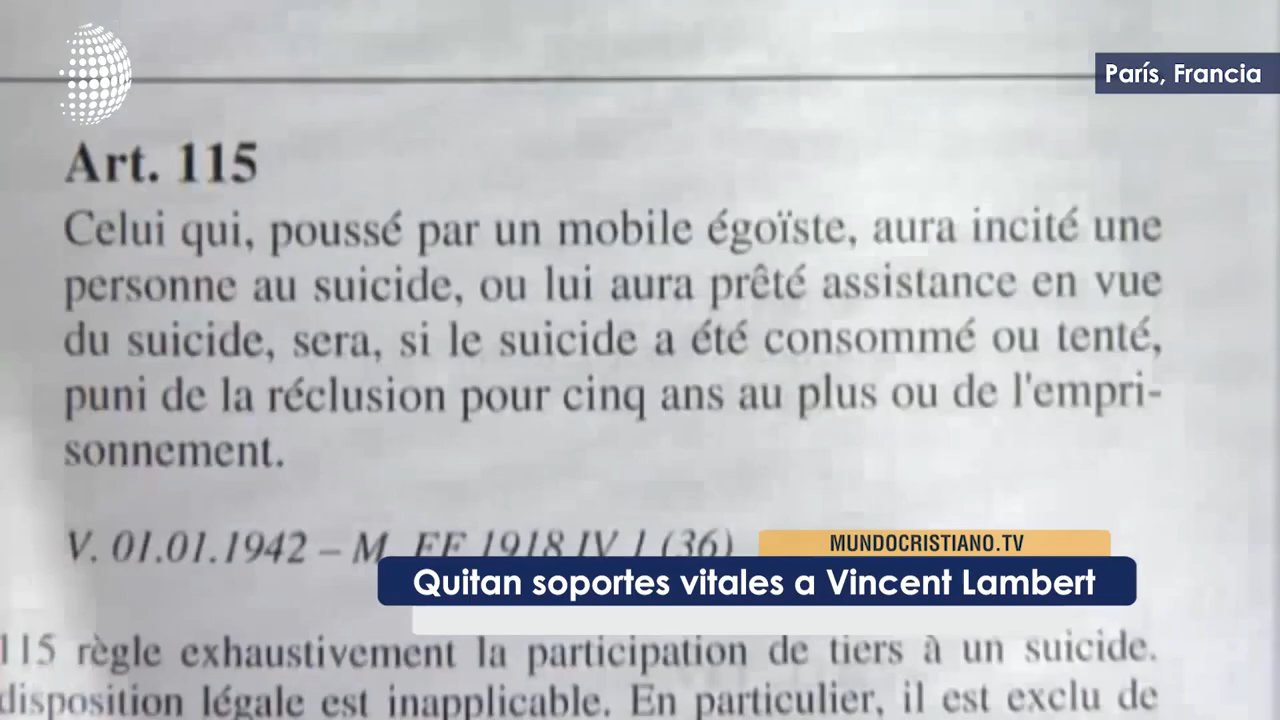 París, Francia
Art. 115
Celui qui, poussé par un mobile égoïste, aura incité une
personne au suicide, ou lui aura prêté assistance en vue
du suicide, sera, si le suicide a été consommé ou tenté,
puni de la réclusion pour cinq ans au plus ou de l'empri-
sonnement.
V. 01.01.1942 – M. FF 1918 IV 1 (36)
MUNDOCRISTIANO.TV
Quitan soportes vitales a Vincent Lambert
115 règle exhaustivement la participation de tiers à un suicide.
disposition légale est inapplicable. En particulier, il est exclu de